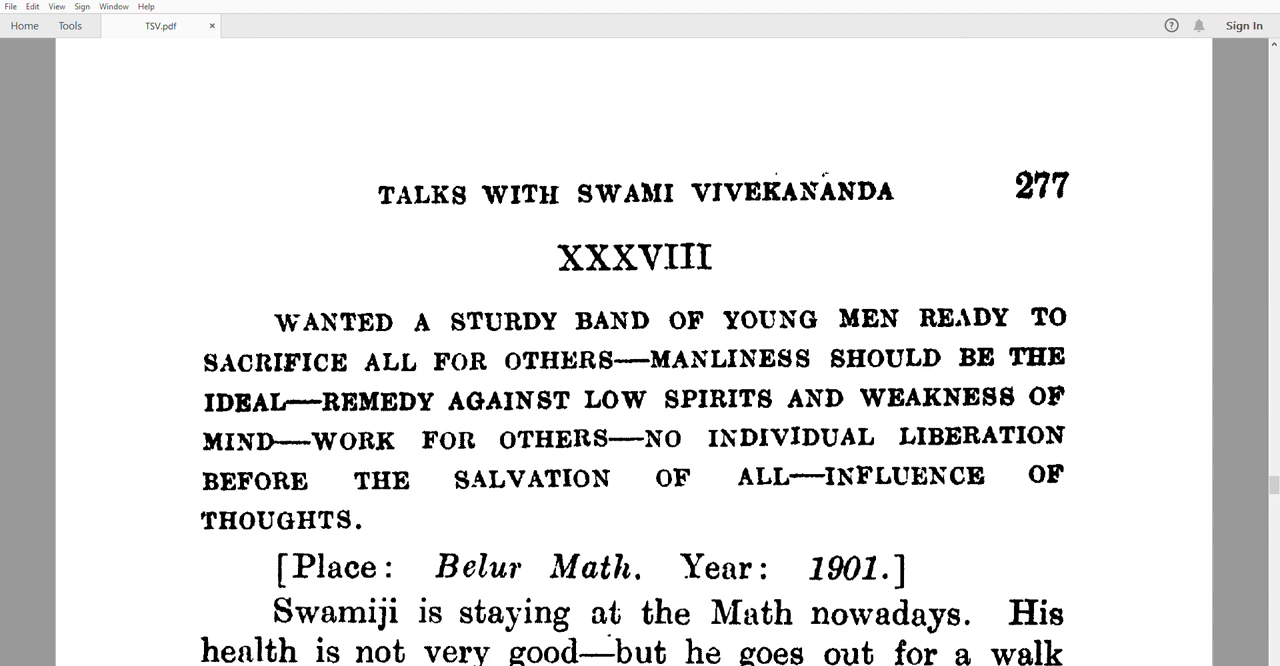 File Edit View Sign Window Help
Home Tools TSV.pdf × ? Sign In
TALKS WITH SWAMI VIVEKANANDA 277
XXXVIII
WANTED A STURDY BAND OF YOUNG MEN READY TO
SACRIFICE ALL FOR OTHERS—MANLINESS SHOULD BE THE
IDEAL—REMEDY AGAINST LOW SPIRITS AND WEAKNESS OF
MIND—WORK FOR OTHERS—NO INDIVIDUAL LIBERATION
BEFORE THE SALVATION OF ALL—INFLUENCE OF
THOUGHTS.
[Place: Belur Math. Year: 1901.]
Swamiji is staying at the Math nowadays. His
health is not very good—but he goes out for a walk